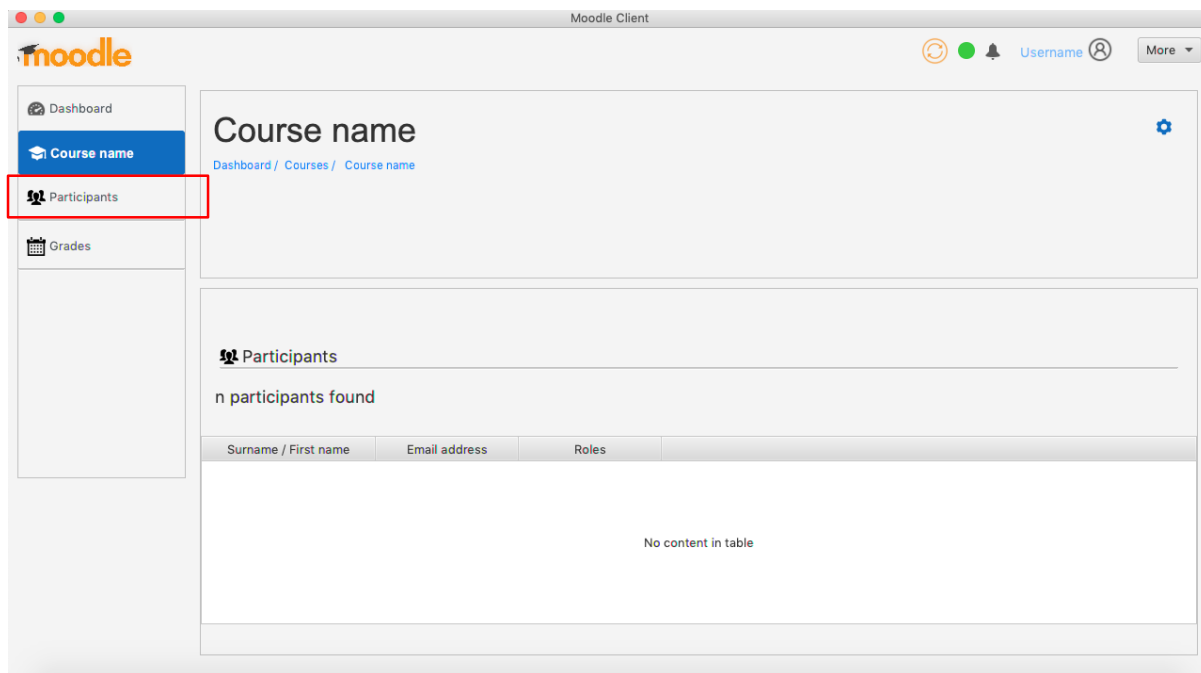 Moodle Client
moodle
Username
More
Dashboard
Course name
Participants
Grades
Course name
Dashboard / Courses / Course name
Participants
n participants found
Surname / First name Email address Roles
No content in table